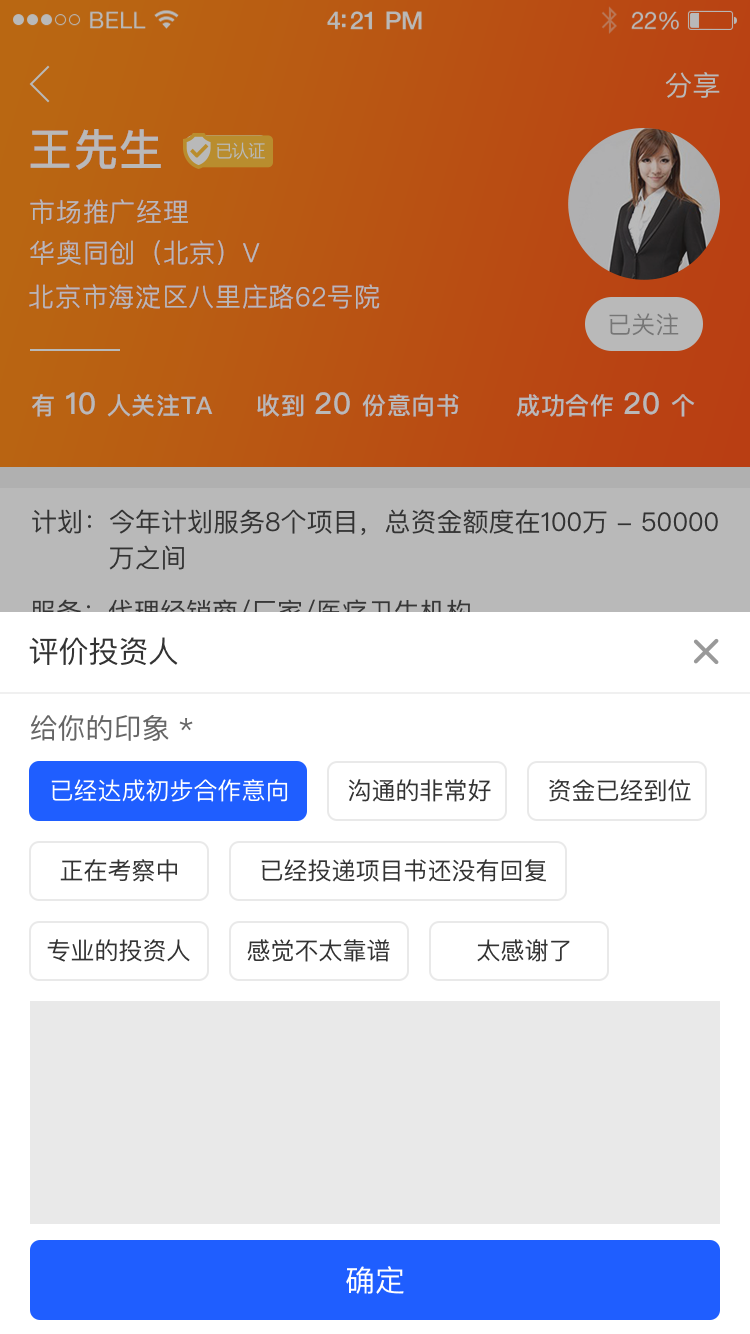 BELL 4:21 PM 22%
分享
王先生 已认证
市场推广经理
华奥同创（北京）V
北京市海淀区八里庄路62号院
已关注
有 10 人关注TA 收到 20 份意向书 成功合作 20 个
计划：今年计划服务8个项目，总资金额度在100万 – 50000
万之间
服务：代理经销商/厂家/医疗卫生机构
评价投资人
给你的印象 *
已经达成初步合作意向 沟通的非常好 资金已经到位
正在考察中 已经投递项目书还没有回复
专业的投资人 感觉不太靠谱 太感谢了
确定